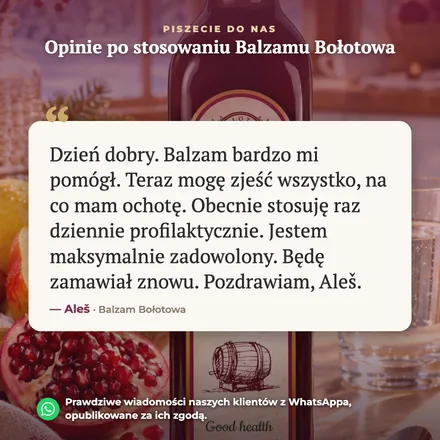 PISZECIE DO NAS
Opinie po stosowaniu Balzamu Bołotowa
Dzień dobry. Balzam bardzo mi
pomógł. Teraz mogę zjeść wszystko, na
co mam ochotę. Obecnie stosuję raz
dziennie profilaktycznie. Jestem
maksymalnie zadowolony. Będę
zamawiał znowu. Pozdrawiam, Aleš.
— Aleš · Balzam Bołotowa
Prawdziwe wiadomości naszych klientów z WhatsAppa,
opublikowane za ich zgodą.
Good health